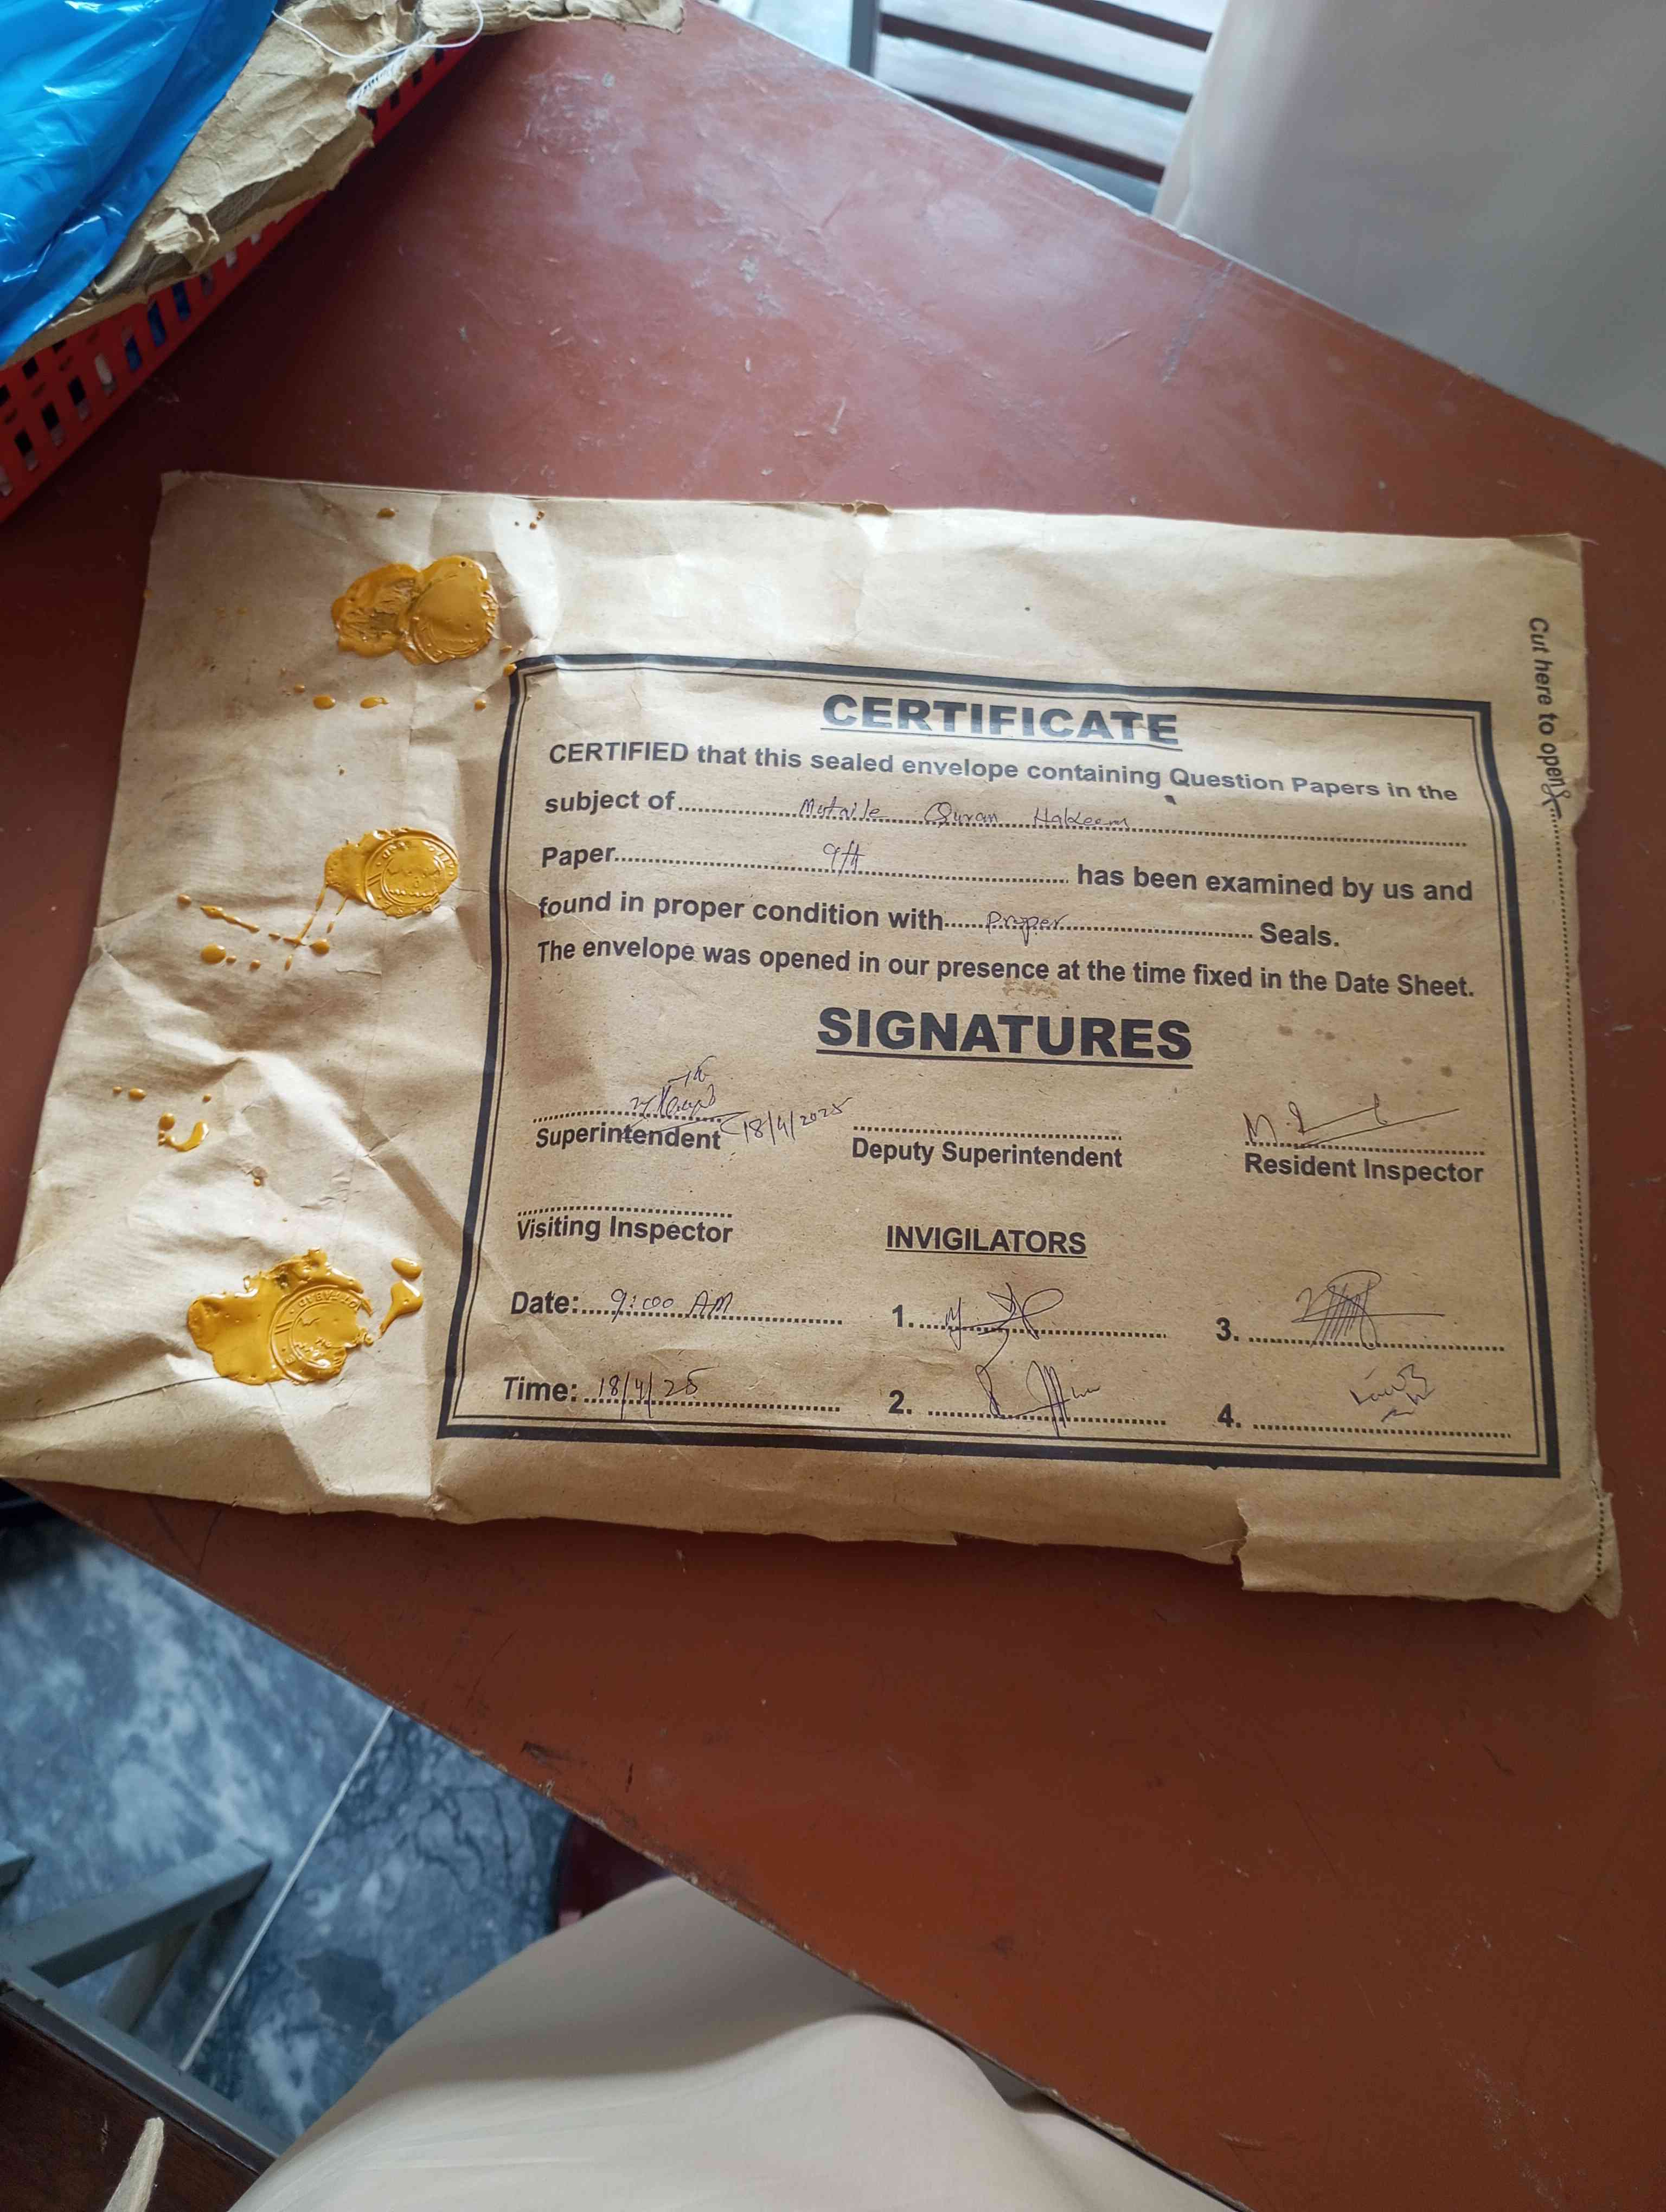 CERTIFICATE
CERTIFIED that this sealed envelope containing Question Papers in the
subject of Mutaile Quran Hakeem
Paper 9th has been examined by us and
found in proper condition with Proper Seals.
The envelope was opened in our presence at the time fixed in the Date Sheet.
SIGNATURES
18/4/2025
Superintendent
Deputy Superintendent
Resident Inspector
Visiting Inspector
INVIGILATORS
Date: 9:00 AM
1.
3.
Time: 18/4/25
2.
4.
Cut here to open